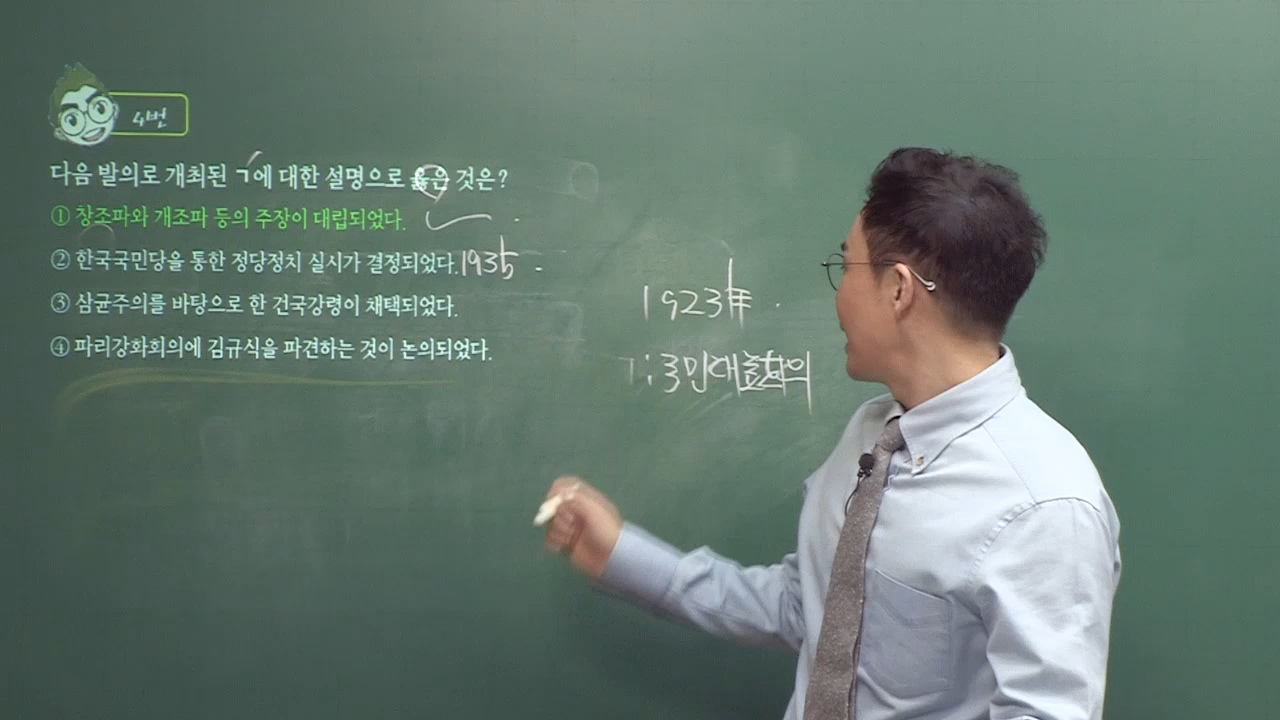 4번
다음 발의로 개최된 ㄱ에 대한 설명으로 옳은 것은?
① 창조파와 개조파 등의 주장이 대립되었다.
② 한국국민당을 통한 정당정치 실시가 결정되었다. 1935
③ 삼균주의를 바탕으로 한 건국강령이 채택되었다.
④ 파리강화회의에 김규식을 파견하는 것이 논의되었다.
1923年
ㄱ: 국민대표회의